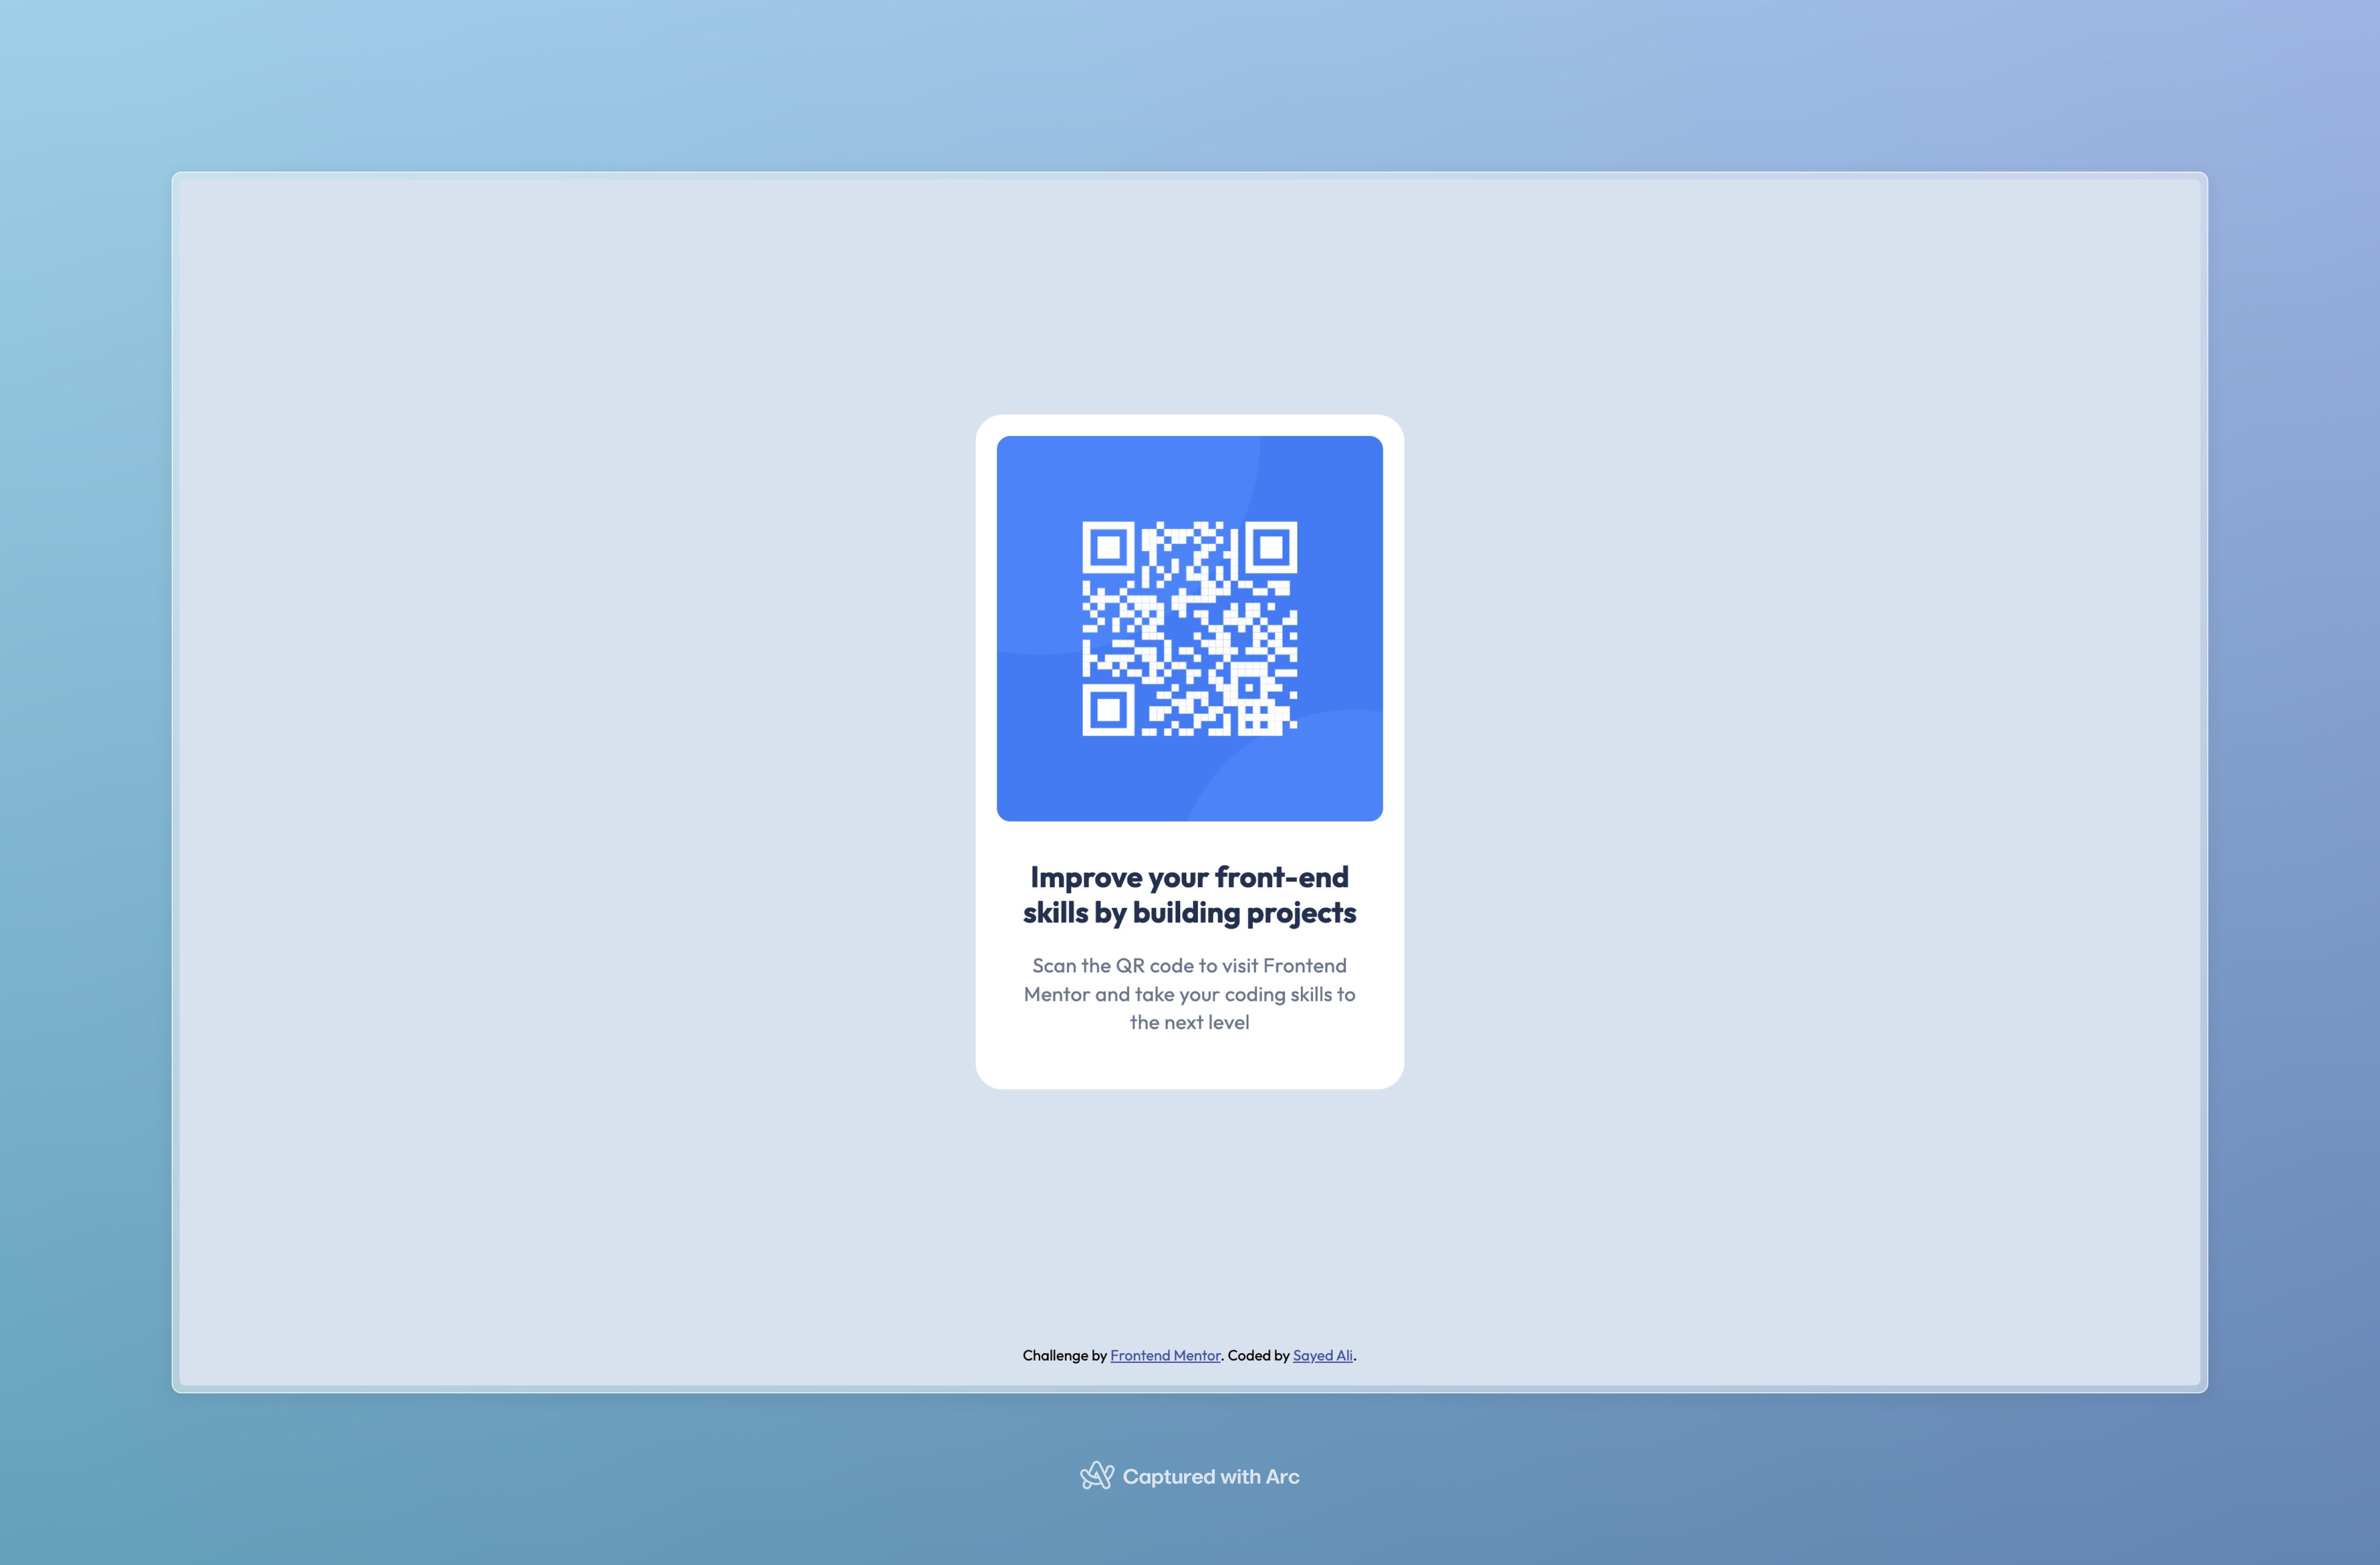 Improve your front-end
skills by building projects
Scan the QR code to visit Frontend
Mentor and take your coding skills to
the next level
Challenge by Frontend Mentor. Coded by Sayed Ali.
Captured with Arc